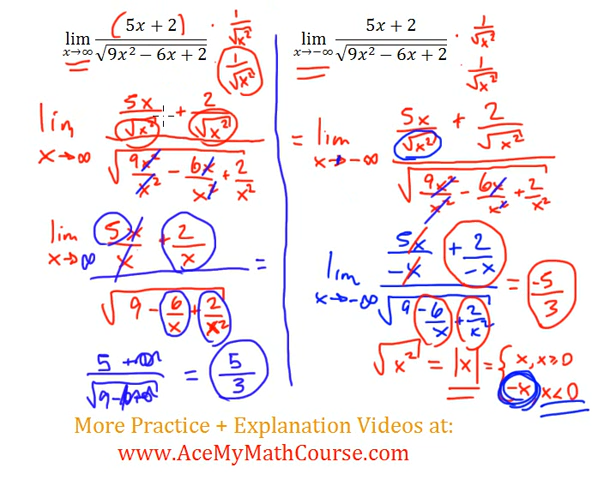 lim x→∞ (5x + 2) / √(9x² − 6x + 2) · (1/√x²) / (1/√x²)
lim x→∞ (5x/√x² + 2/√x²) / √(9x²/x² − 6x/x² + 2/x²)
lim x→∞ (5x/x + 2/x) / √(9 − 6/x + 2/x²) =
5 + 0 / √(9 − 0 + 0) = 5/3
lim x→−∞ 5x + 2 / √(9x² − 6x + 2) · (1/√x²) / (1/√x²)
= lim x→−∞ (5x/√x² + 2/√x²) / √(9x²/x² − 6x/x² + 2/x²)
lim x→−∞ (5x/−x + 2/−x) / √(9 − 6/x + 2/x²) = −5/3
√x² = |x| = { x, x≥0
−x, x<0
More Practice + Explanation Videos at:
www.AceMyMathCourse.com